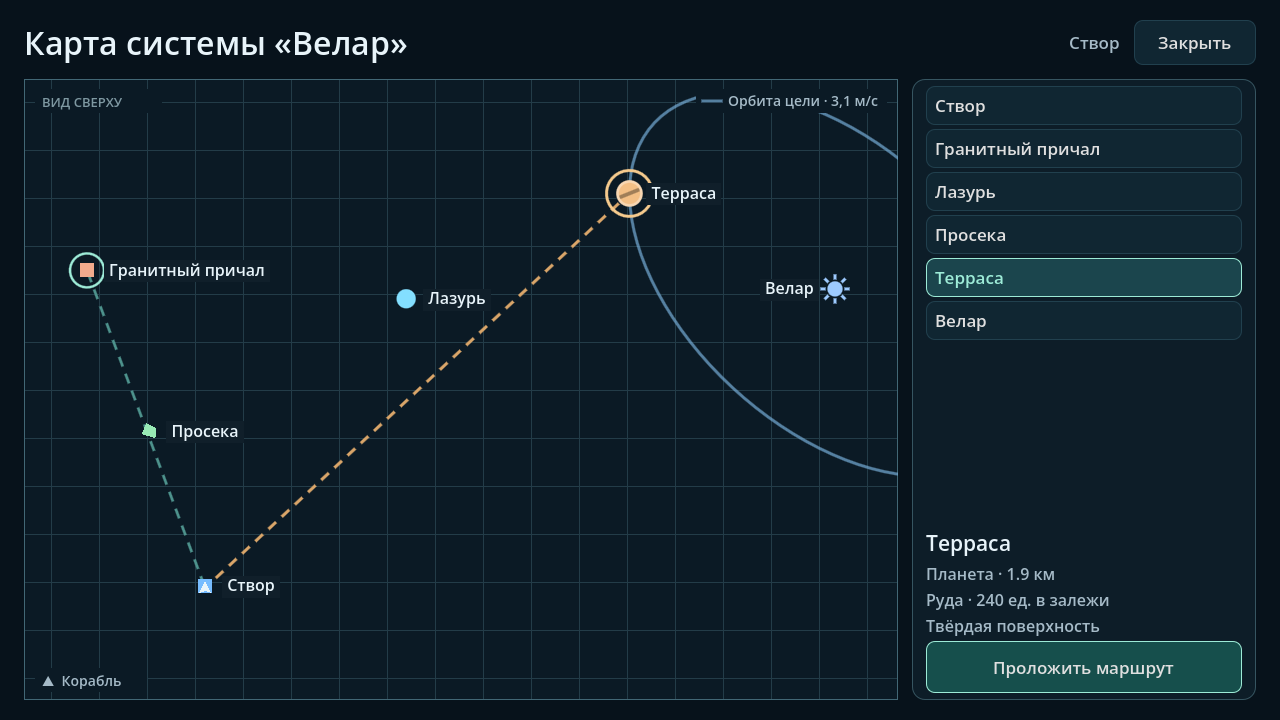 Карта системы «Велар»
Створ
Закрыть
ВИД СВЕРХУ
Орбита цели · 3,1 м/с
Терраса
Гранитный причал
Лазурь
Велар
Просека
Створ
Корабль
Створ
Гранитный причал
Лазурь
Просека
Терраса
Велар
Терраса
Планета · 1.9 км
Руда · 240 ед. в залежи
Твёрдая поверхность
Проложить маршрут